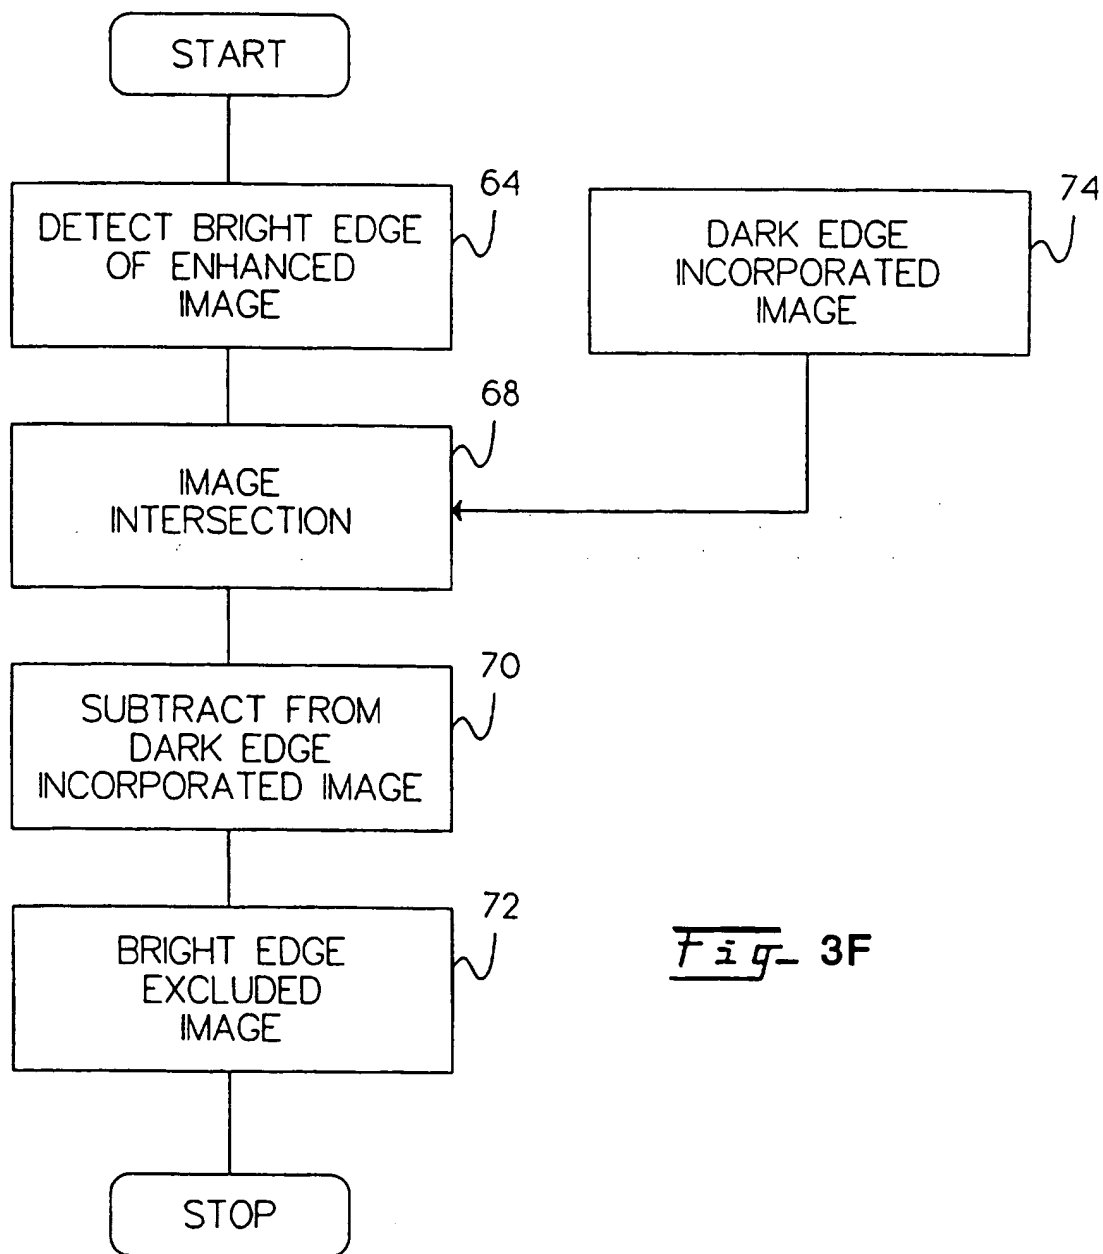 START
64
DETECT BRIGHT EDGE
OF ENHANCED
IMAGE
74
DARK EDGE
INCORPORATED
IMAGE
68
IMAGE
INTERSECTION
70
SUBTRACT FROM
DARK EDGE
INCORPORATED IMAGE
72
BRIGHT EDGE
EXCLUDED
IMAGE
Fig_ 3F
STOP